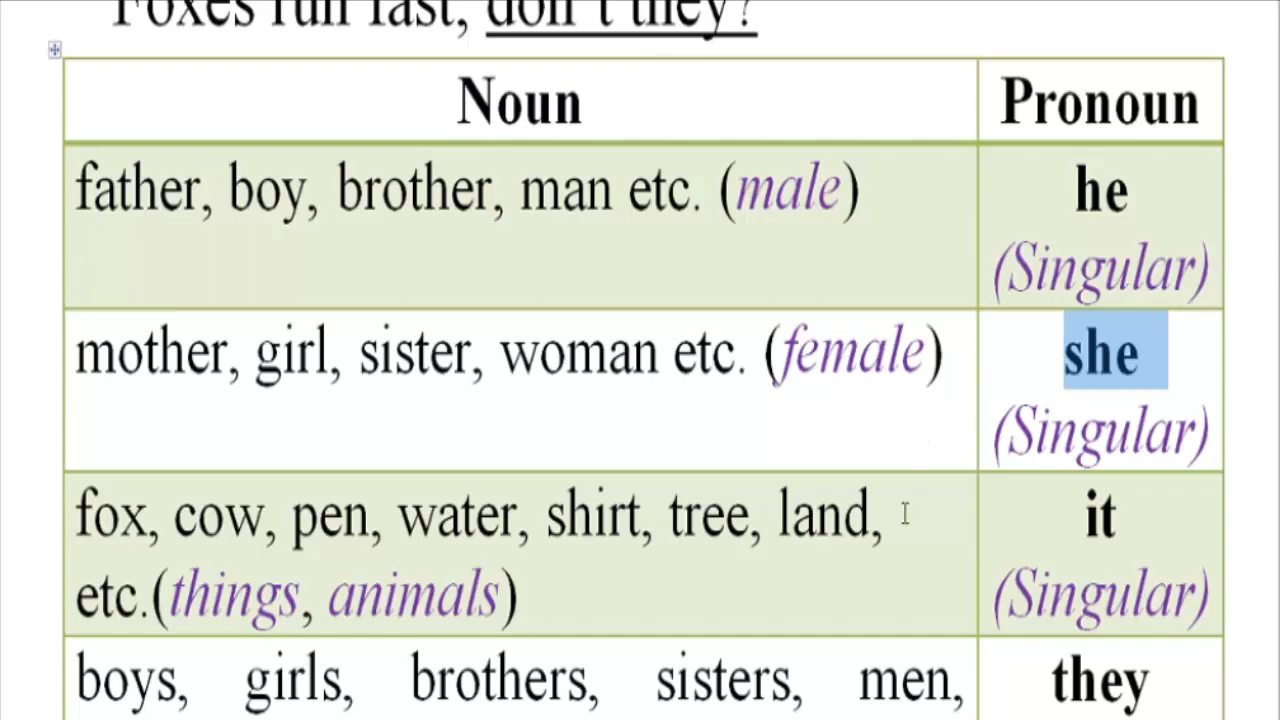 Foxes run fast, don't they?
Noun
Pronoun
father, boy, brother, man etc. (male)
he
(Singular)
mother, girl, sister, woman etc. (female)
she
(Singular)
fox, cow, pen, water, shirt, tree, land,
etc.(things, animals)
it
(Singular)
boys, girls, brothers, sisters, men,
they